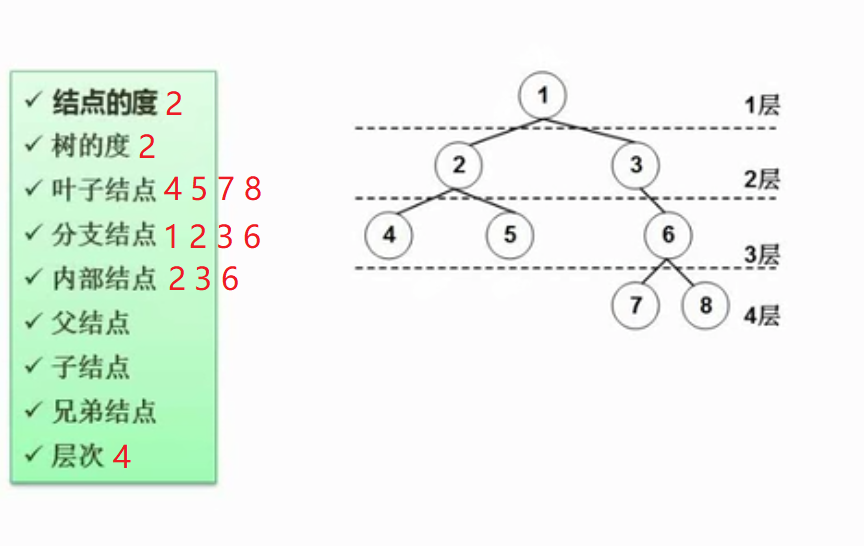 ✓ 结点的度 2
✓ 树的度 2
✓ 叶子结点 4 5 7 8
✓ 分支结点 1 2 3 6
✓ 内部结点 2 3 6
✓ 父结点
✓ 子结点
✓ 兄弟结点
✓ 层次 4
1
1层
2 3
2层
4 5 6
3层
7 8
4层